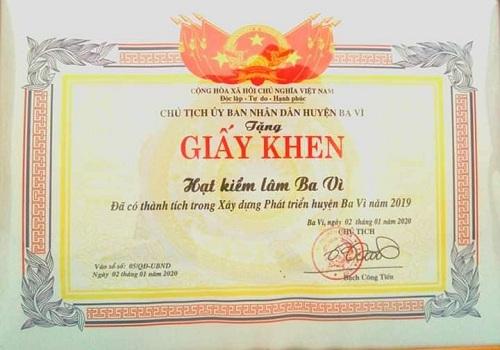 CỘNG HÒA XÃ HỘI CHỦ NGHĨA VIỆT NAM
Độc lập - Tự do - Hạnh phúc
CHỦ TỊCH ỦY BAN NHÂN DÂN HUYỆN BA VÌ
Tặng
GIẤY KHEN
Hạt kiểm lâm Ba Vì
Đã có thành tích trong Xây dựng Phát triển huyện Ba Vì năm 2019
Ba Vì, ngày 02 tháng 01 năm 2020
CHỦ TỊCH
Vào sổ số: 05/QĐ-UBND
Ngày 02 tháng 01 năm 2020
Bạch Công Tiến